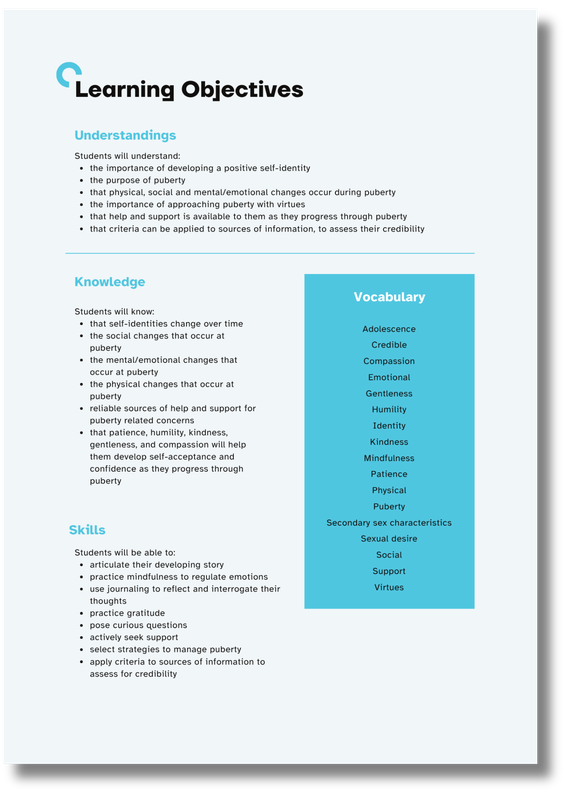 Learning Objectives
Understandings
Students will understand:
• the importance of developing a positive self-identity
• the purpose of puberty
• that physical, social and mental/emotional changes occur during puberty
• the importance of approaching puberty with virtues
• that help and support is available to them as they progress through puberty
• that criteria can be applied to sources of information, to assess their credibility
Knowledge
Students will know:
• that self-identities change over time
• the social changes that occur at
puberty
• the mental/emotional changes that
occur at puberty
• the physical changes that occur at
puberty
• reliable sources of help and support for
puberty related concerns
• that patience, humility, kindness,
gentleness, and compassion will help
them develop self-acceptance and
confidence as they progress through
puberty
Skills
Students will be able to:
• articulate their developing story
• practice mindfulness to regulate emotions
• use journaling to reflect and interrogate their
thoughts
• practice gratitude
• pose curious questions
• actively seek support
• select strategies to manage puberty
• apply criteria to sources of information to
assess for credibility
Vocabulary
Adolescence
Credible
Compassion
Emotional
Gentleness
Humility
Identity
Kindness
Mindfulness
Patience
Physical
Puberty
Secondary sex characteristics
Sexual desire
Social
Support
Virtues